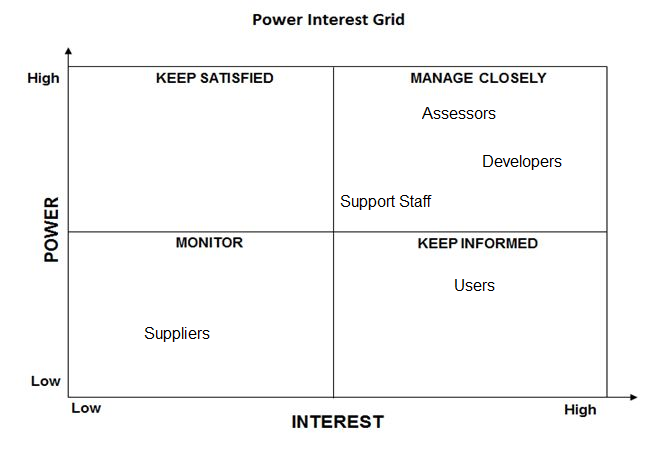 Power Interest Grid
High
KEEP SATISFIED
MANAGE CLOSELY
Assessors
Developers
Support Staff
POWER
MONITOR
KEEP INFORMED
Users
Suppliers
Low
Low
High
INTEREST